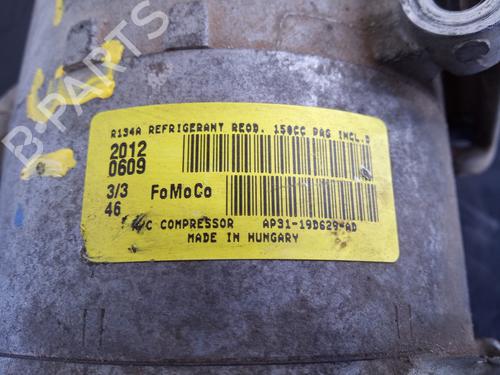 R134A REFRIGERANT REQD. 150CC PAG INCL.D
2012
0609
3/3 FoMoCo
46
A/C COMPRESSOR AP31-19D629-AD
MADE IN HUNGARY
B-PARTS